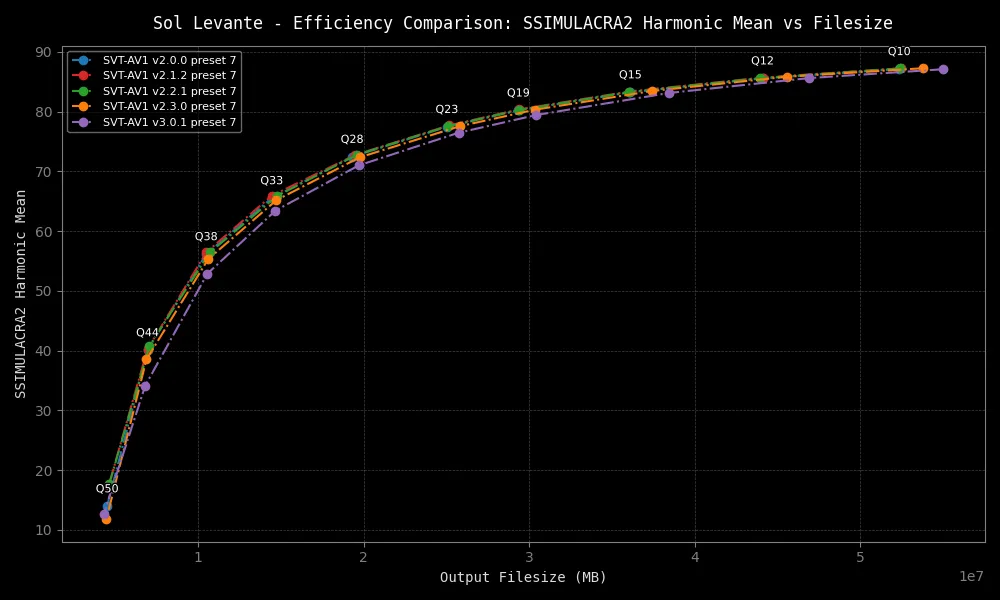 Sol Levante - Efficiency Comparison: SSIMULACRA2 Harmonic Mean vs Filesize
SVT-AV1 v2.0.0 preset 7
SVT-AV1 v2.1.2 preset 7
SVT-AV1 v2.2.1 preset 7
SVT-AV1 v2.3.0 preset 7
SVT-AV1 v3.0.1 preset 7
SSIMULACRA2 Harmonic Mean
90
80
70
60
50
40
30
20
10
Q50
Q44
Q38
Q33
Q28
Q23
Q19
Q15
Q12
Q10
1
2
3
4
5
1e7
Output Filesize (MB)